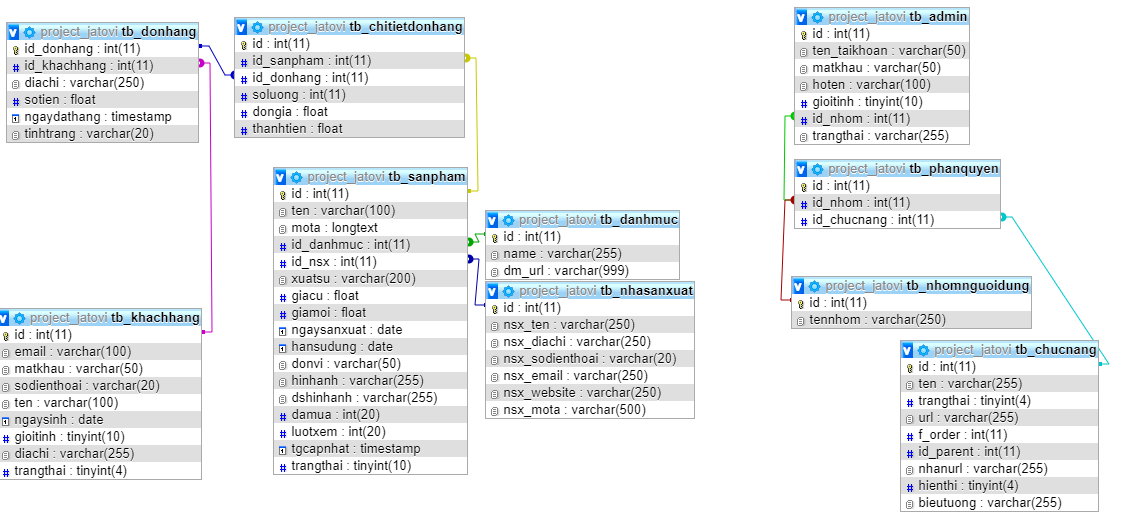 project_jatovi tb_donhang
id_donhang : int(11)
id_khachhang : int(11)
diachi : varchar(250)
sotien : float
ngaydathang : timestamp
tinhtrang : varchar(20)
project_jatovi tb_chitietdonhang
id : int(11)
id_sanpham : int(11)
id_donhang : int(11)
soluong : int(11)
dongia : float
thanhtien : float
project_jatovi tb_sanpham
id : int(11)
ten : varchar(100)
mota : longtext
id_danhmuc : int(11)
id_nsx : int(11)
xuatsu : varchar(200)
giacu : float
giamoi : float
ngaysanxuat : date
hansudung : date
donvi : varchar(50)
hinhanh : varchar(255)
dshinhanh : varchar(255)
damua : int(20)
luotxem : int(20)
tgcapnhat : timestamp
trangthai : tinyint(10)
project_jatovi tb_danhmuc
id : int(11)
name : varchar(255)
dm_url : varchar(999)
project_jatovi tb_nhasanxuat
id : int(11)
nsx_ten : varchar(250)
nsx_diachi : varchar(250)
nsx_sodienthoai : varchar(20)
nsx_email : varchar(250)
nsx_website : varchar(250)
nsx_mota : varchar(500)
project_jatovi tb_khachhang
id : int(11)
email : varchar(100)
matkhau : varchar(50)
sodienthoai : varchar(20)
ten : varchar(100)
ngaysinh : date
gioitinh : tinyint(10)
diachi : varchar(255)
trangthai : tinyint(4)
project_jatovi tb_admin
id : int(11)
ten_taikhoan : varchar(50)
matkhau : varchar(50)
hoten : varchar(100)
gioitinh : tinyint(10)
id_nhom : int(11)
trangthai : varchar(255)
project_jatovi tb_phanquyen
id : int(11)
id_nhom : int(11)
id_chucnang : int(11)
project_jatovi tb_nhomnguoidung
id : int(11)
tennhom : varchar(250)
project_jatovi tb_chucnang
id : int(11)
ten : varchar(255)
trangthai : tinyint(4)
url : varchar(255)
f_order : int(11)
id_parent : int(11)
nhanurl : varchar(255)
hienthi : tinyint(4)
bieutuong : varchar(255)